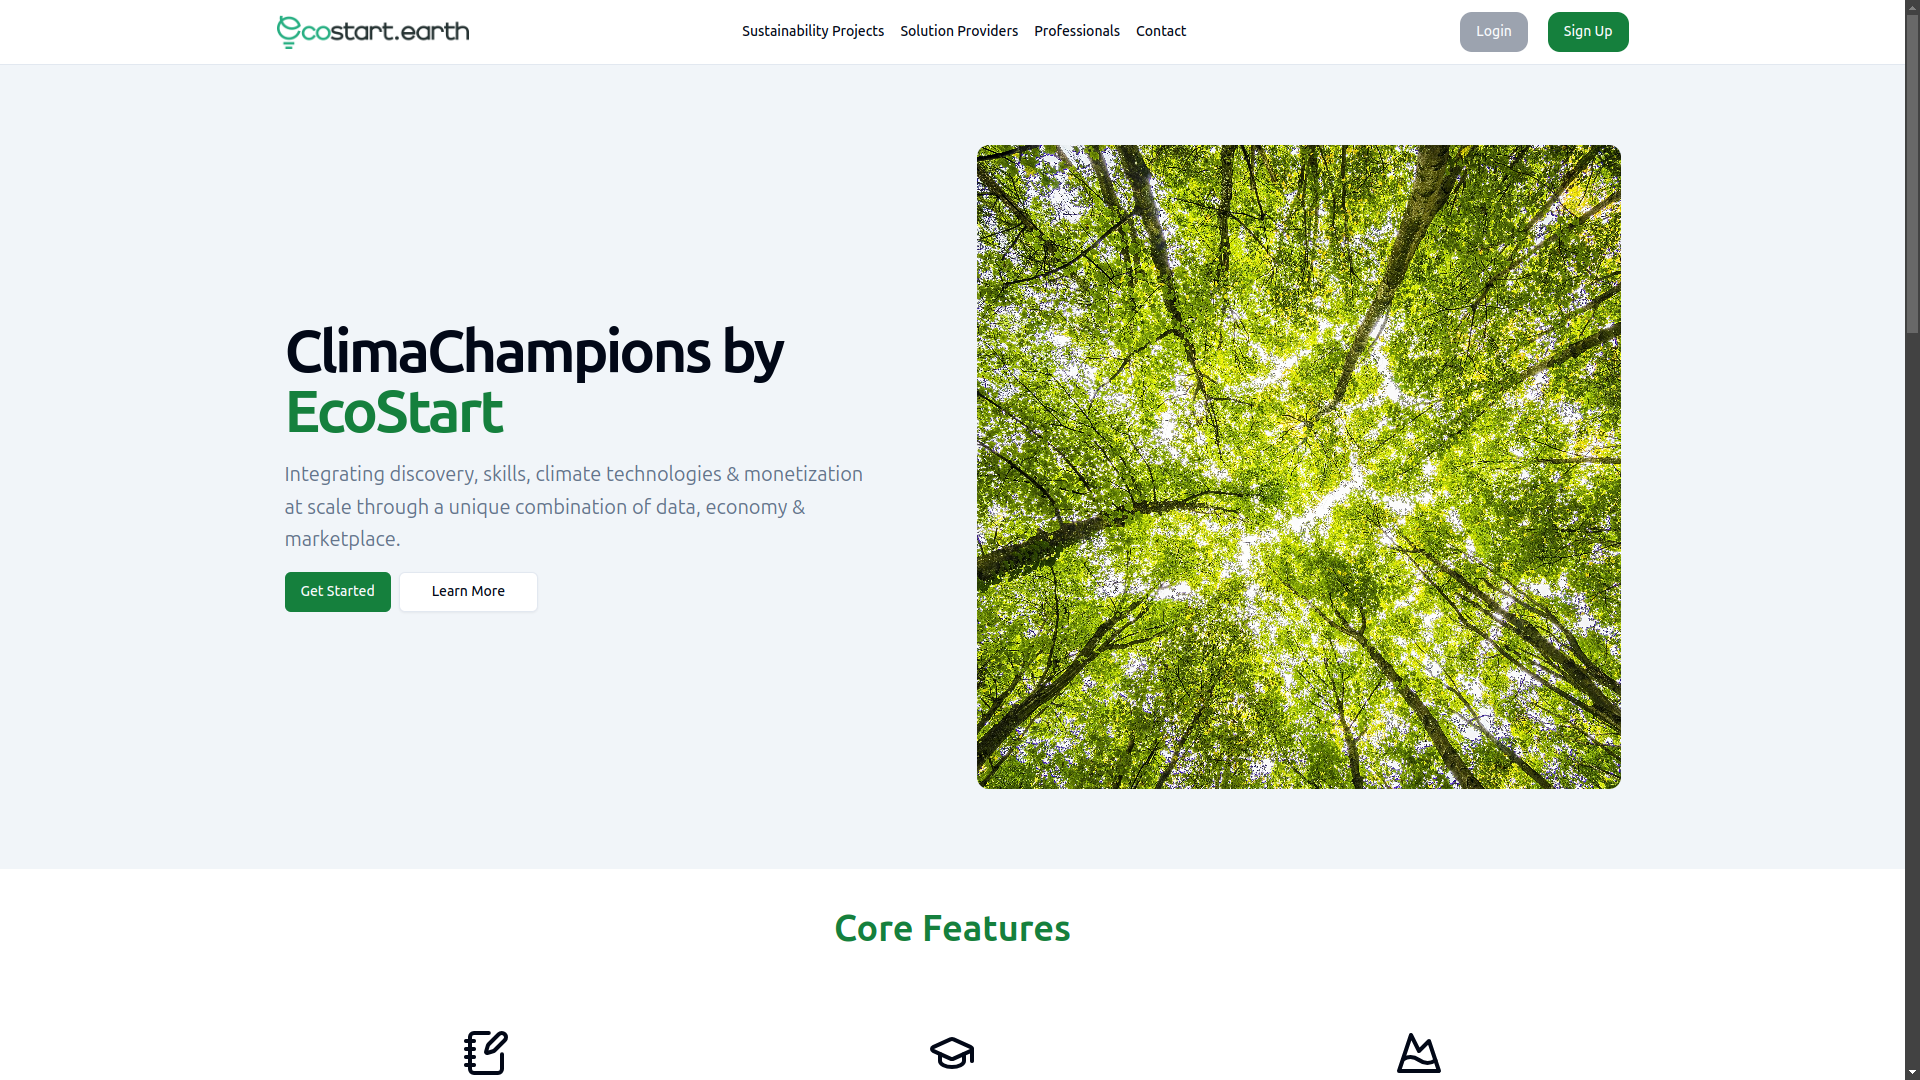 ecostart.earth
Sustainability Projects
Solution Providers
Professionals
Contact
Login
Sign Up
ClimaChampions by
EcoStart
Integrating discovery, skills, climate technologies & monetization
at scale through a unique combination of data, economy &
marketplace.
Get Started
Learn More
Core Features